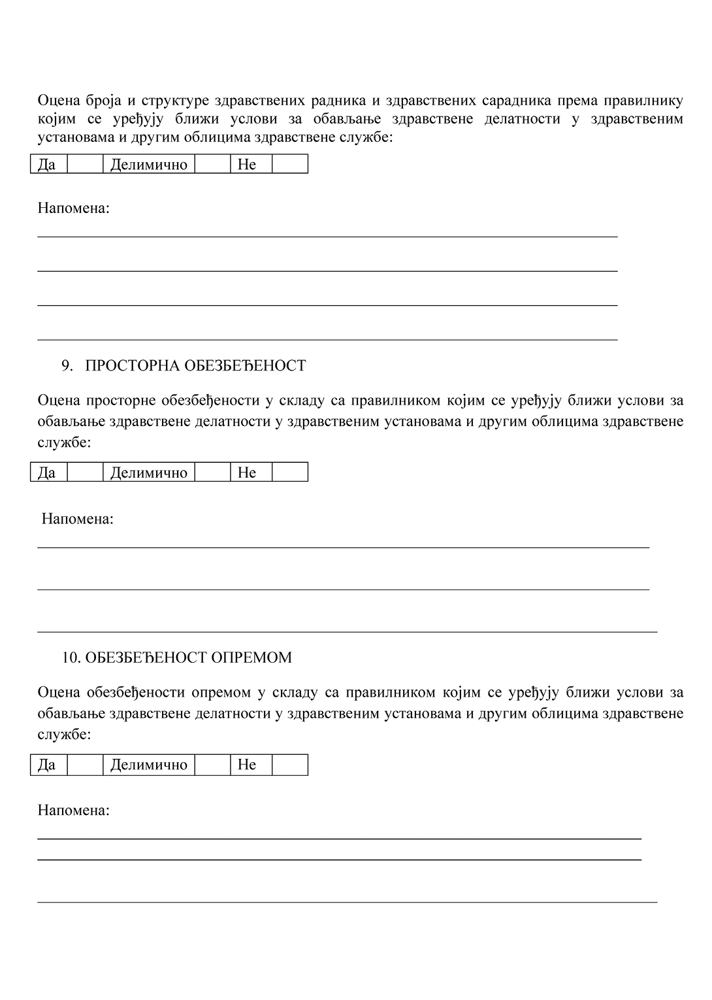 Оцена броја и структуре здравствених радника и здравствених сарадника према правилнику
којим се уређују ближи услови за обављање здравствене делатности у здравственим
установама и другим облицима здравствене службе:
Да Делимично Не
Напомена:
9. ПРОСТОРНА ОБЕЗБЕЂЕНОСТ
Оцена просторне обезбеђености у складу са правилником којим се уређују ближи услови за
обављање здравствене делатности у здравственим установама и другим облицима здравствене
службе:
Да Делимично Не
Напомена:
10. ОБЕЗБЕЂЕНОСТ ОПРЕМОМ
Оцена обезбеђености опремом у складу са правилником којим се уређују ближи услови за
обављање здравствене делатности у здравственим установама и другим облицима здравствене
службе:
Да Делимично Не
Напомена: